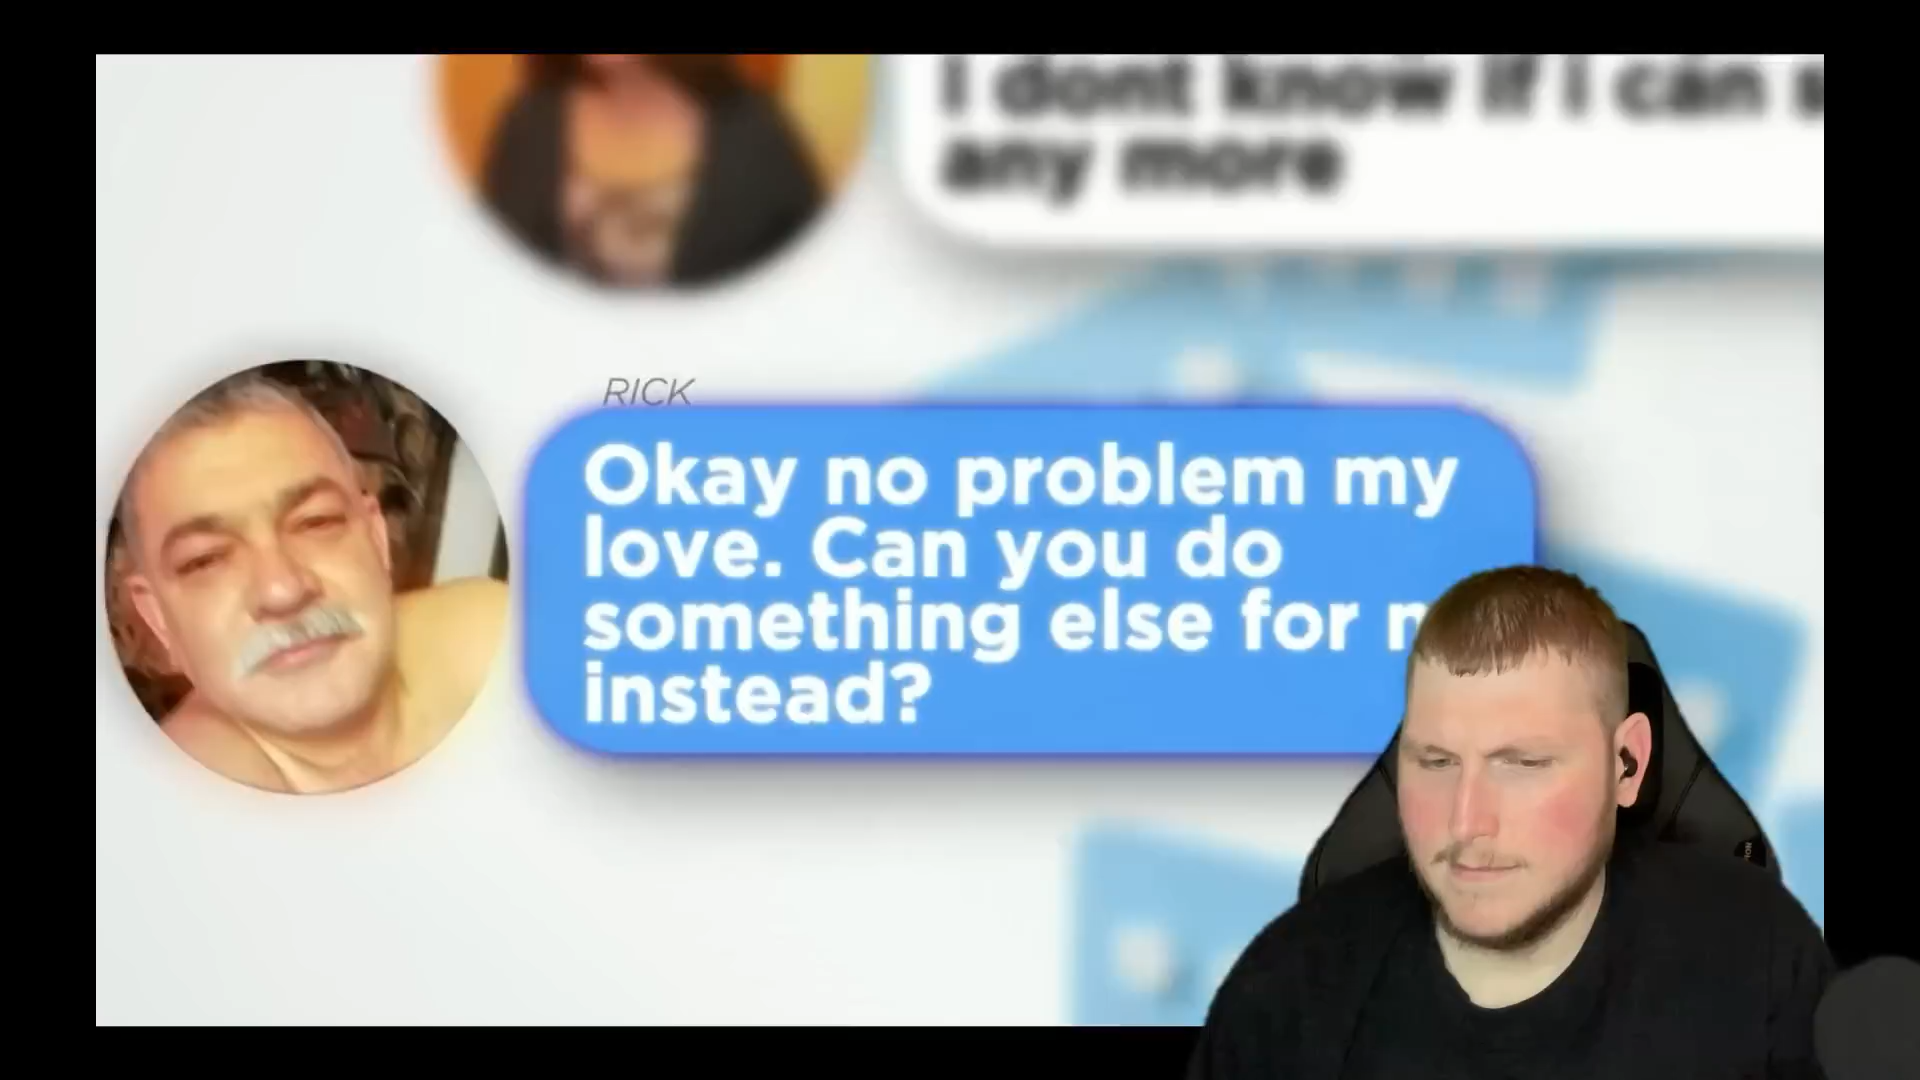 I dont know if i can
any more
RICK
Okay no problem my
love. Can you do
something else for
instead?